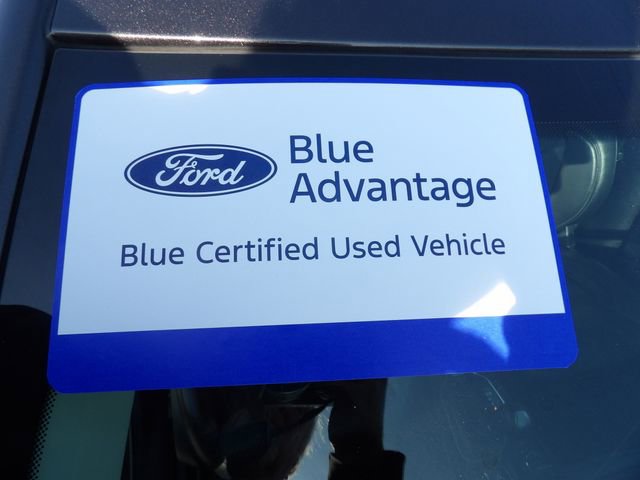 Ford
Blue
Advantage
Blue Certified Used Vehicle